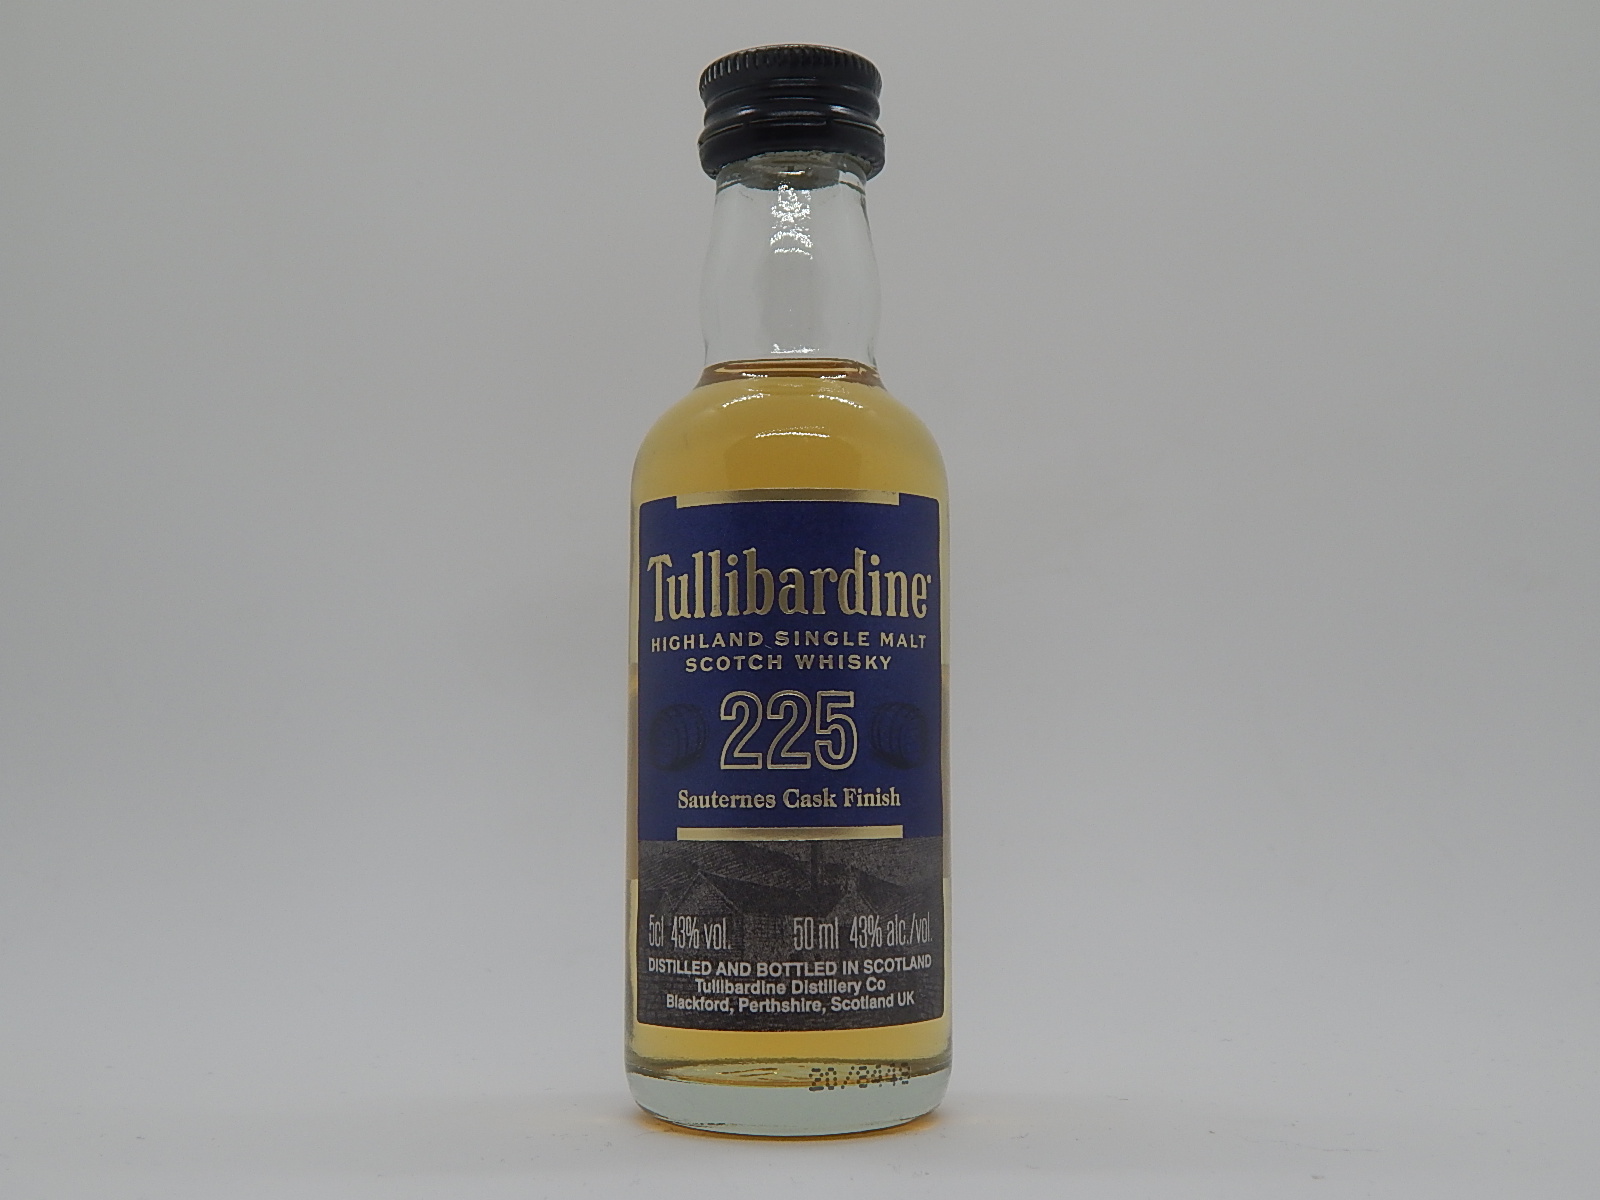 Tullibardine
HIGHLAND SINGLE MALT
SCOTCH WHISKY
225
Sauternes Cask Finish
5cl 43% vol. 50 ml 43% alc./vol.
DISTILLED AND BOTTLED IN SCOTLAND
Tullibardine Distillery Co
Blackford, Perthshire, Scotland UK